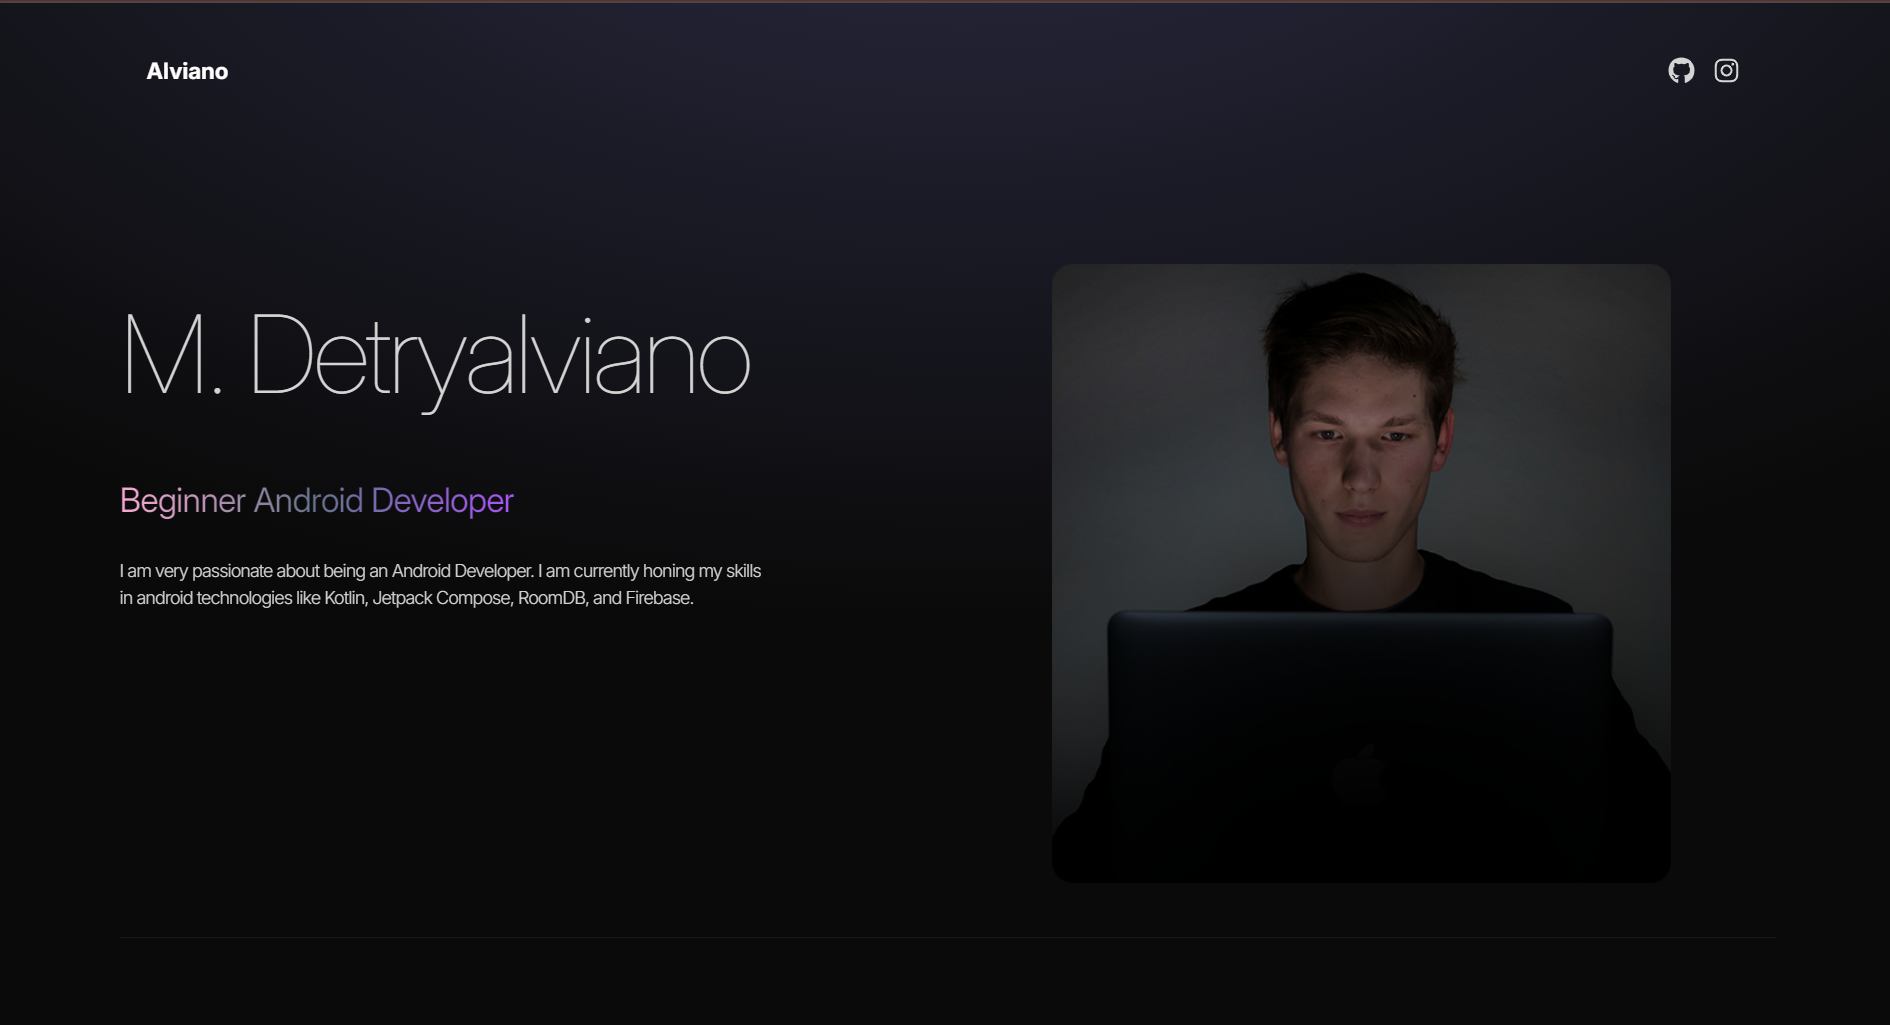 Alviano
M. Detryalviano
Beginner Android Developer
I am very passionate about being an Android Developer. I am currently honing my skills
in android technologies like Kotlin, Jetpack Compose, RoomDB, and Firebase.